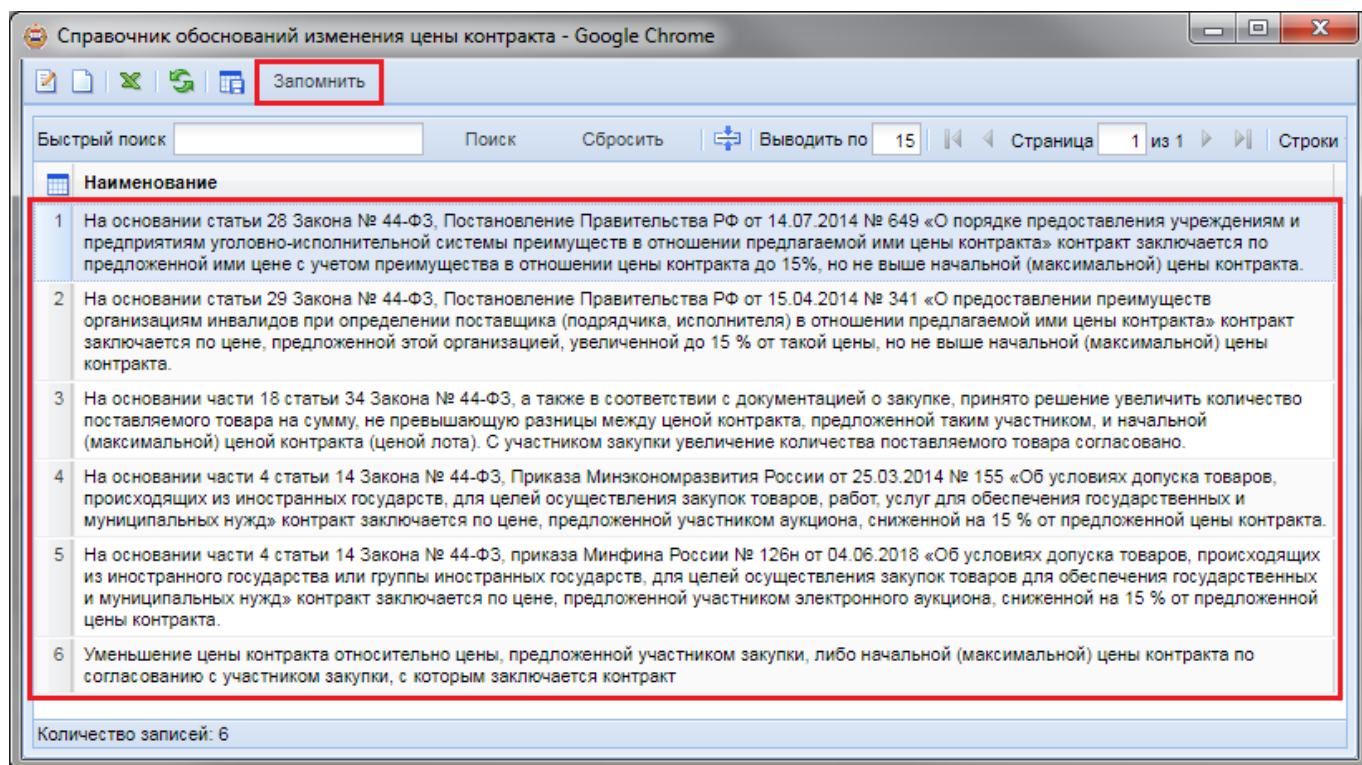 Справочник обоснований изменения цены контракта - Google Chrome
Запомнить
Быстрый поиск Поиск Сбросить Выводить по 15 Страница 1 из 1 Строки
Наименование
1 На основании статьи 28 Закона № 44-ФЗ, Постановление Правительства РФ от 14.07.2014 № 649 «О порядке предоставления учреждениям и
предприятиям уголовно-исполнительной системы преимуществ в отношении предлагаемой ими цены контракта» контракт заключается по
предложенной ими цене с учетом преимущества в отношении цены контракта до 15%, но не выше начальной (максимальной) цены контракта.
2 На основании статьи 29 Закона № 44-ФЗ, Постановление Правительства РФ от 15.04.2014 № 341 «О предоставлении преимуществ
организациям инвалидов при определении поставщика (подрядчика, исполнителя) в отношении предлагаемой ими цены контракта» контракт
заключается по цене, предложенной этой организацией, увеличенной до 15 % от такой цены, но не выше начальной (максимальной) цены
контракта.
3 На основании части 18 статьи 34 Закона № 44-ФЗ, а также в соответствии с документацией о закупке, принято решение увеличить количество
поставляемого товара на сумму, не превышающую разницы между ценой контракта, предложенной таким участником, и начальной
(максимальной) ценой контракта (ценой лота). С участником закупки увеличение количества поставляемого товара согласовано.
4 На основании части 4 статьи 14 Закона № 44-ФЗ, Приказа Минэкономразвития России от 25.03.2014 № 155 «Об условиях допуска товаров,
происходящих из иностранных государств, для целей осуществления закупок товаров, работ, услуг для обеспечения государственных и
муниципальных нужд» контракт заключается по цене, предложенной участником аукциона, сниженной на 15 % от предложенной цены контракта.
5 На основании части 4 статьи 14 Закона № 44-ФЗ, приказа Минфина России № 126н от 04.06.2018 «Об условиях допуска товаров, происходящих
из иностранного государства или группы иностранных государств, для целей осуществления закупок товаров для обеспечения государственных
и муниципальных нужд» контракт заключается по цене, предложенной участником электронного аукциона, сниженной на 15 % от предложенной
цены контракта.
6 Уменьшение цены контракта относительно цены, предложенной участником закупки, либо начальной (максимальной) цены контракта по
согласованию с участником закупки, с которым заключается контракт
Количество записей: 6